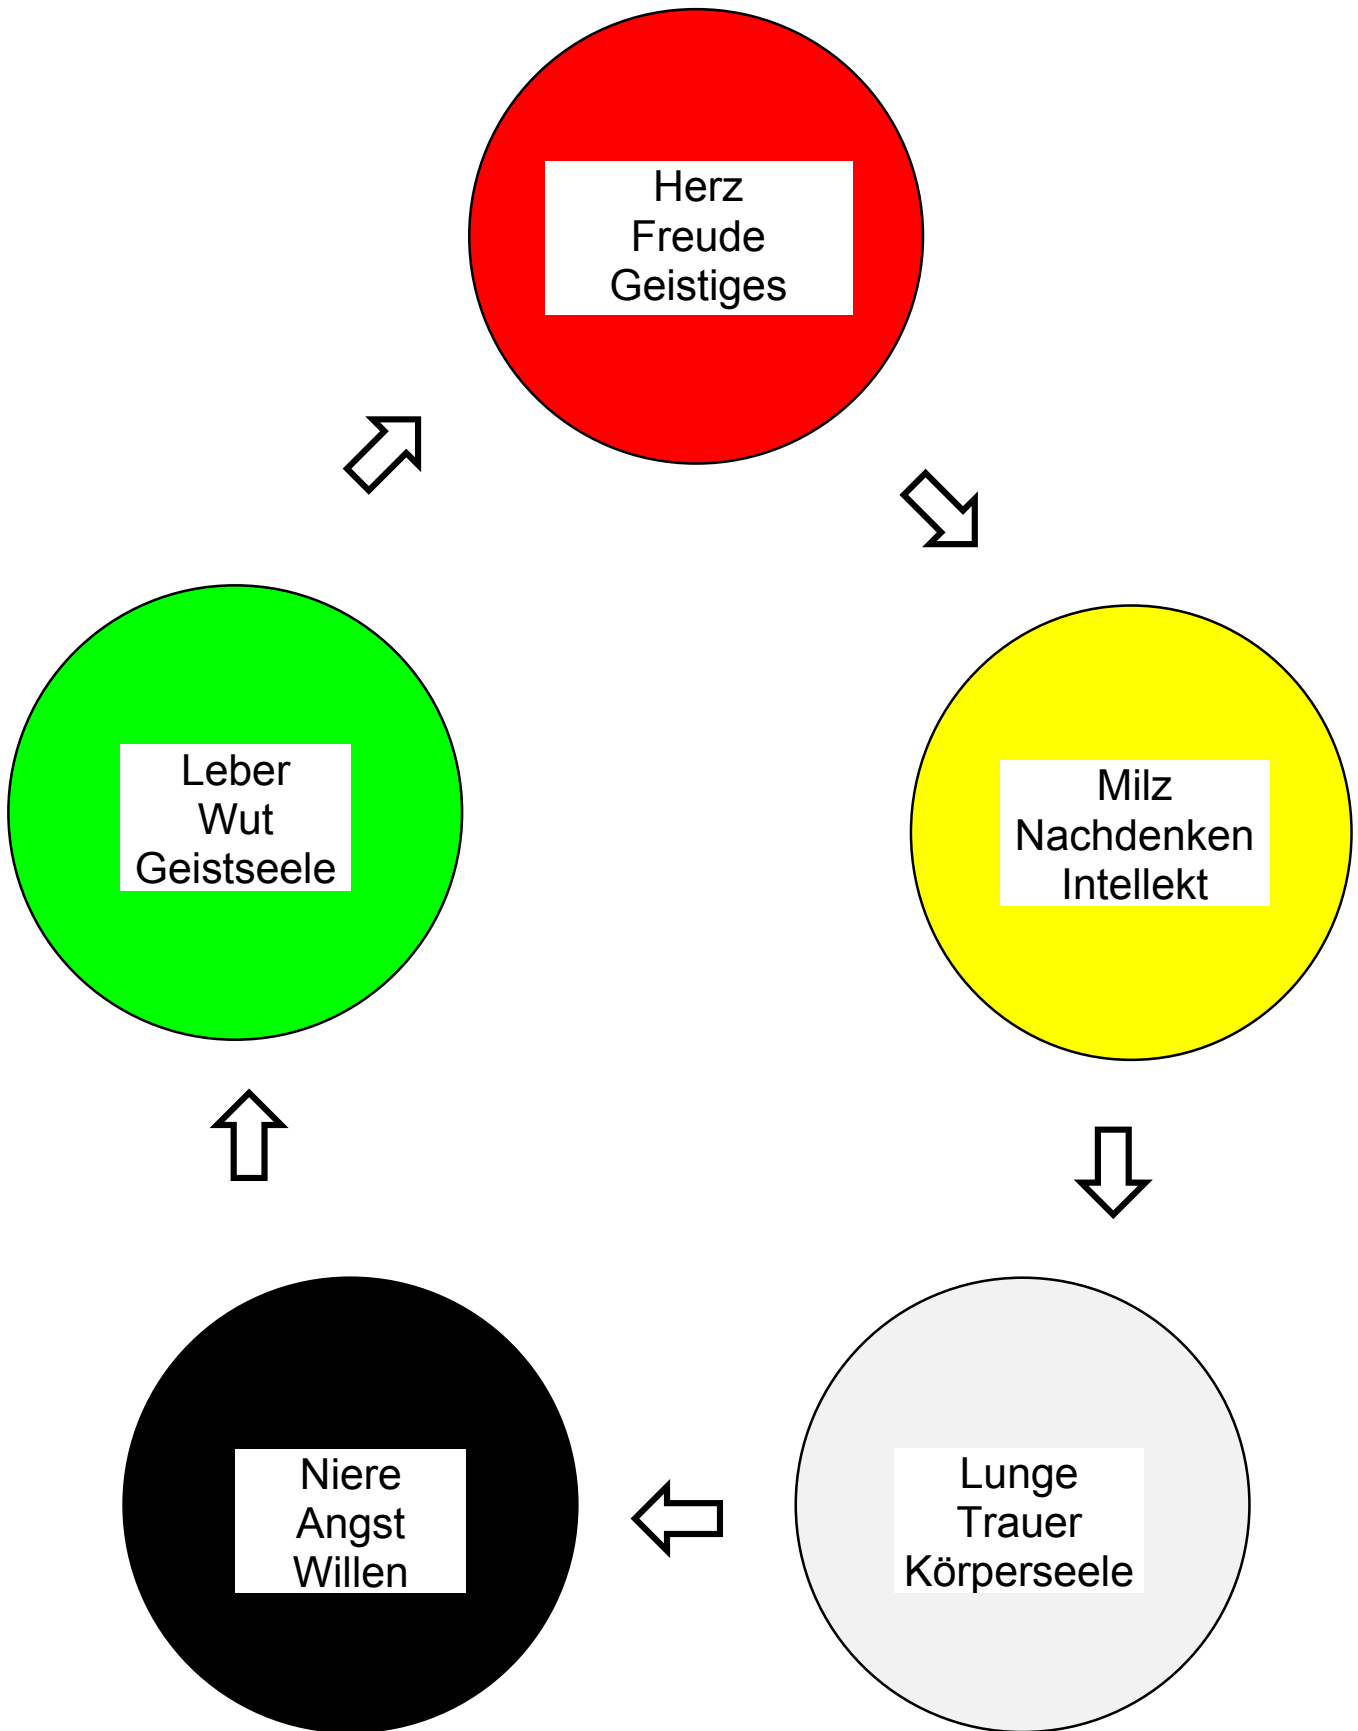 Herz
Freude
Geistiges
Leber
Wut
Geistseele
Milz
Nachdenken
Intellekt
Niere
Angst
Willen
Lunge
Trauer
Körperseele